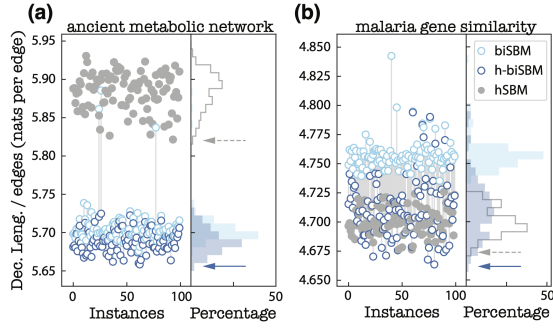 (a)
ancient metabolic network
Dec. Leng. / edges (nats per edge)
5.95
5.90
5.85
5.80
5.75
5.70
5.65
0
50
100
50
Instances
Percentage
(b)
malaria gene similarity
4.850
4.825
4.800
4.775
4.750
4.725
4.700
4.675
4.650
biSBM
h-biSBM
hSBM
0
50
100
50
Instances
Percentage